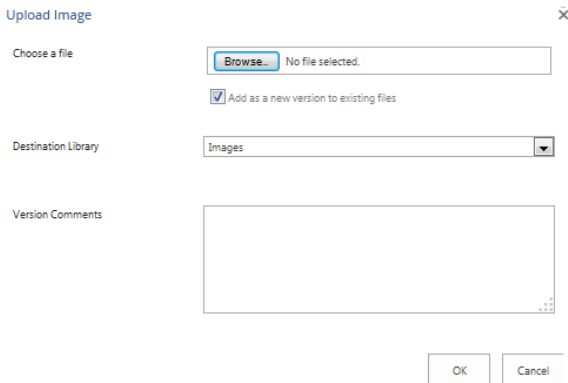 Upload Image
Choose a file
Browse... No file selected.
Add as a new version to existing files
Destination Library
Images
Version Comments
OK Cancel